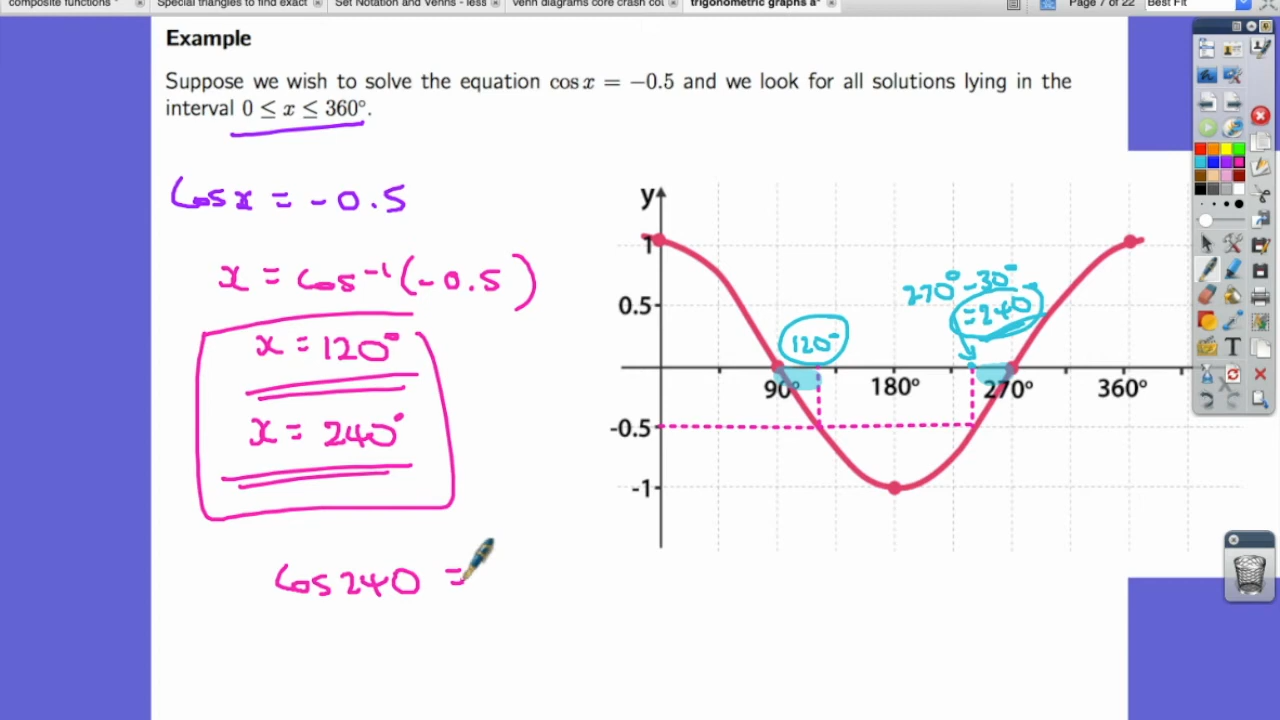 composite functions
Special triangles to find exact
Set Notation and Venns - less
venn diagrams core crash cou
trigonometric graphs a*
Page 7 of 22
Best Fit
Example
Suppose we wish to solve the equation cos x = −0.5 and we look for all solutions lying in the
interval 0 ≤ x ≤ 360°.
Cos x = -0.5
x = cos⁻¹(-0.5)
x = 120°
x = 240°
Cos 240 =
y
1
0.5
-0.5
-1
270° - 30°
= 240
120°
90°
180°
270°
360°
T